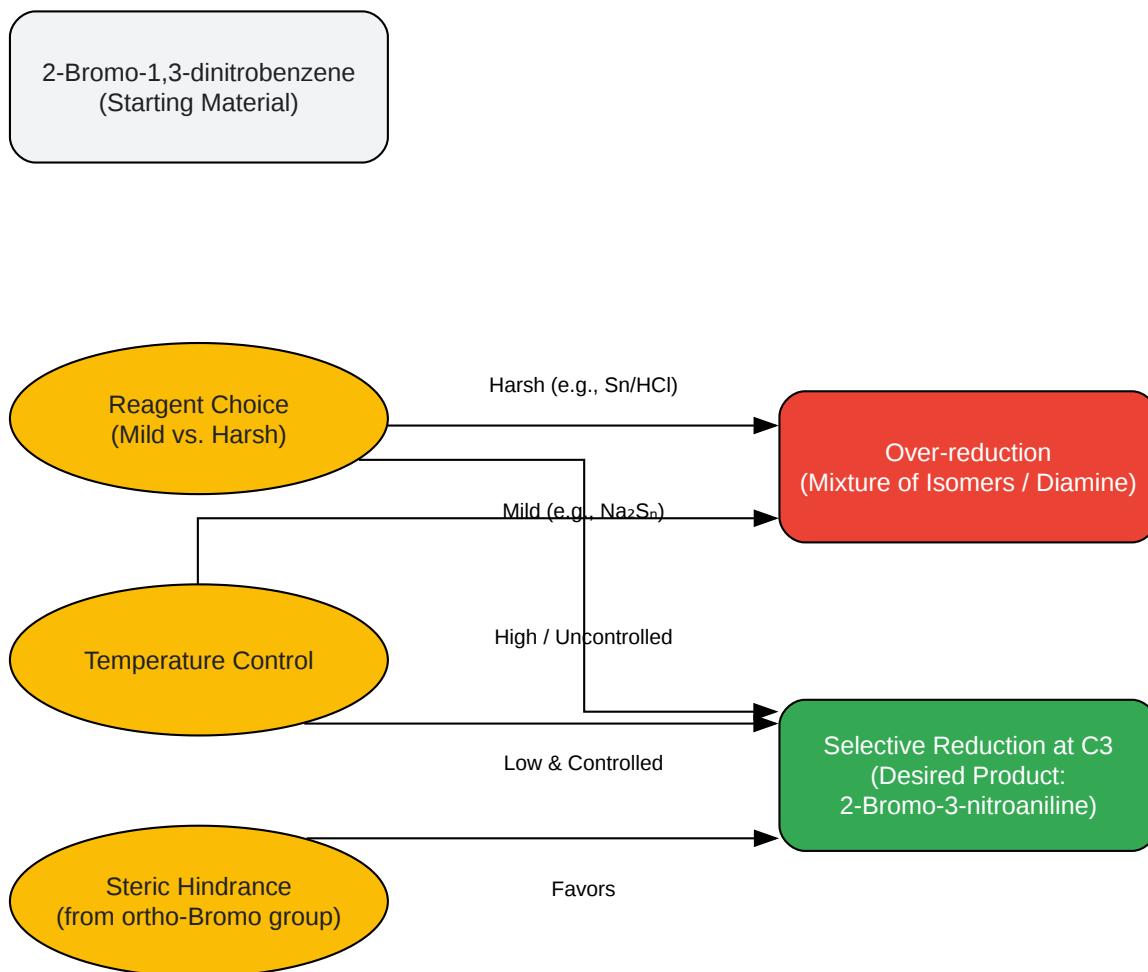 2-Bromo-1,3-dinitrobenzene
(Starting Material)
Reagent Choice
(Mild vs. Harsh)
Harsh (e.g., Sn/HCl)
Over-reduction
(Mixture of Isomers / Diamine)
Mild (e.g., Na₂Sₙ)
Temperature Control
High / Uncontrolled
Low & Controlled
Selective Reduction at C3
(Desired Product:
2-Bromo-3-nitroaniline)
Steric Hindrance
(from ortho-Bromo group)
Favors